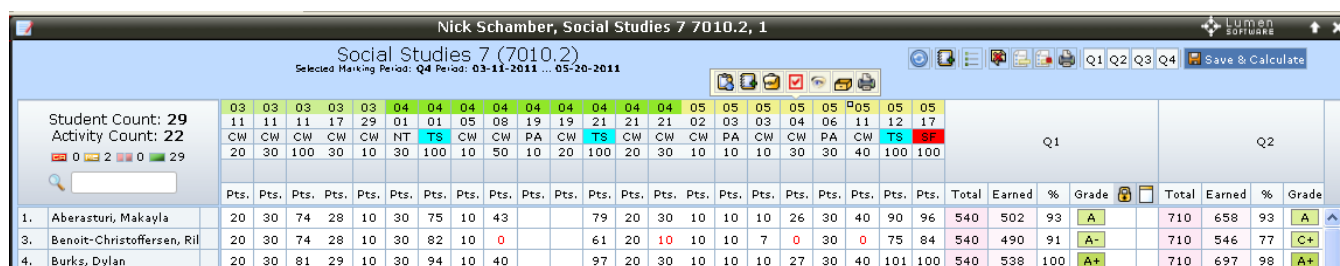 Nick Schamber, Social Studies 7 7010.2, 1
Lumen SOFTWARE
Social Studies 7 (7010.2)
Selected Marking Period: Q4 Period: 03-11-2011 ... 05-20-2011
Q1 Q2 Q3 Q4 Save & Calculate
Student Count: 29
Activity Count: 22
0 2 0 29
03 03 03 03 03 04 04 04 04 04 04 04 04 04 05 05 05 05 05 05 05 05
11 11 11 17 29 01 01 05 08 19 19 21 21 21 02 03 03 04 06 11 12 17
CW CW CW CW CW NT TS CW CW PA CW TS CW CW CW PA CW CW PA CW TS SF
20 30 100 30 10 30 100 10 50 10 20 100 20 30 10 10 10 30 30 40 100 100
Q1 Q2
Pts. Pts. Pts. Pts. Pts. Pts. Pts. Pts. Pts. Pts. Pts. Pts. Pts. Pts. Pts. Pts. Pts. Pts. Pts. Pts. Pts. Pts. Total Earned % Grade Total Earned % Grade
1. Aberasturi, Makayla 20 30 74 28 10 30 75 10 43 79 20 30 10 10 10 26 30 40 90 96 540 502 93 A 710 658 93 A
3. Benoit-Christoffersen, Ril 20 30 74 28 10 30 82 10 0 61 20 10 10 10 7 0 30 0 75 84 540 490 91 A- 710 546 77 C+
4. Burks, Dylan 20 30 81 29 10 30 94 10 40 97 20 30 10 10 10 27 30 40 101 100 540 538 100 A+ 710 697 98 A+